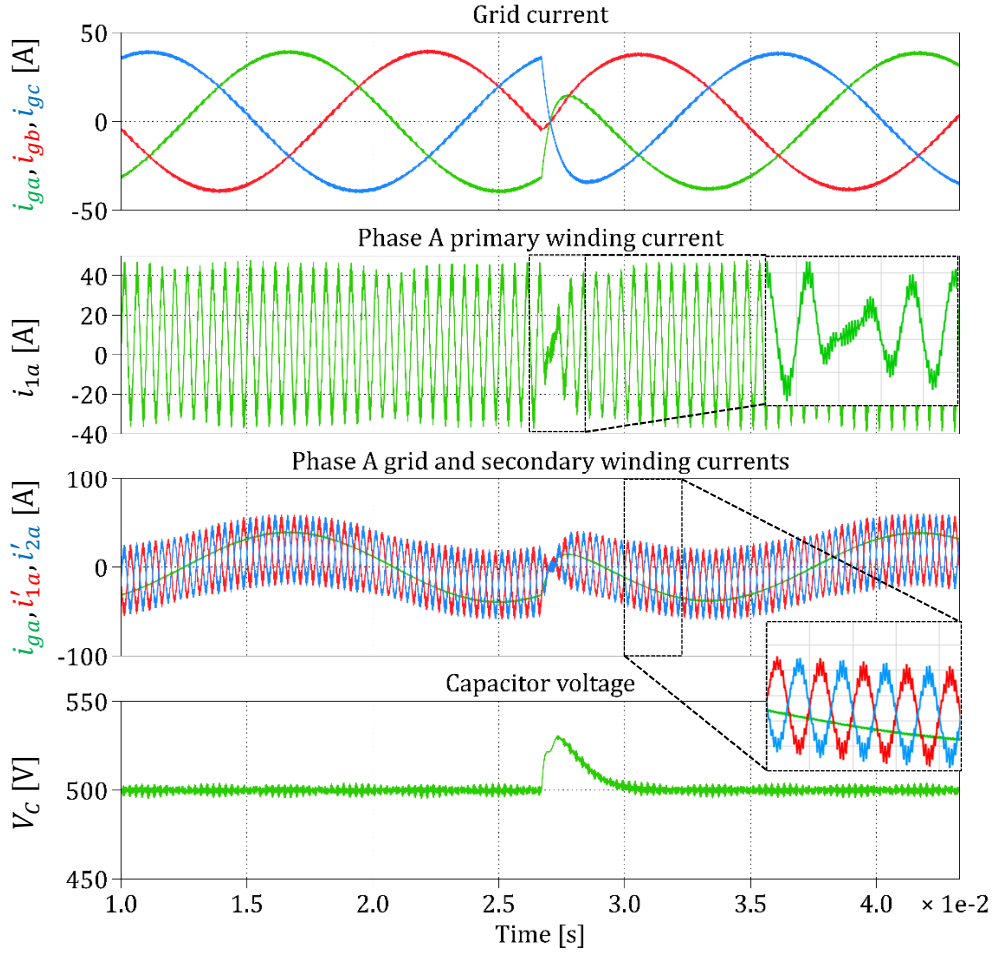 Grid current
50
0
-50
i_ga, i_gb, i_gc [A]
Phase A primary winding current
40
20
0
-20
-40
i_1a [A]
Phase A grid and secondary winding currents
100
0
-100
i_ga, i'_1a, i'_2a [A]
Capacitor voltage
550
500
450
V_C [V]
1.0 1.5 2.0 2.5 3.0 3.5 4.0 × 1e-2
Time [s]